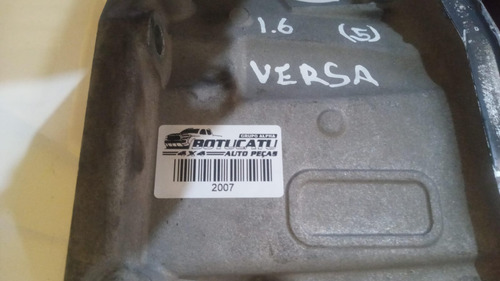 1.6 (5)
VERSA
GRUPO ALPHA
BOTUCATU
4X4 AUTO PEÇAS
2007